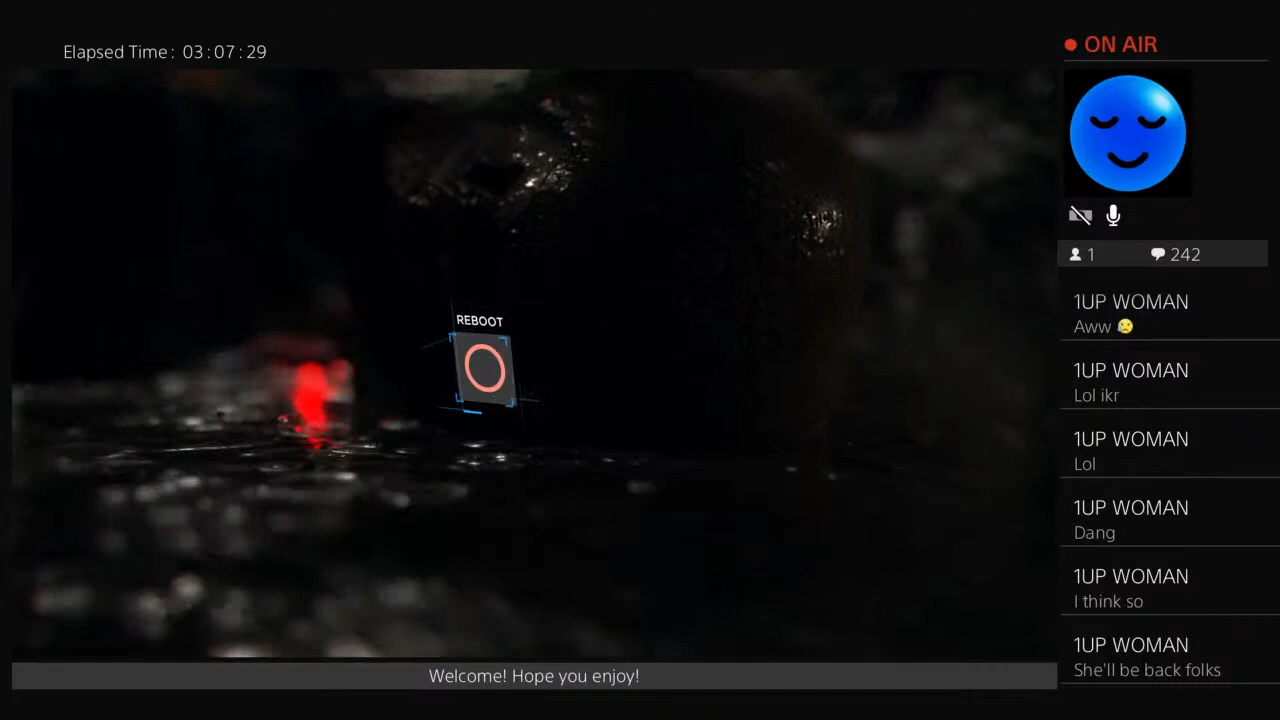 Elapsed Time: 03:07:29
ON AIR
1
242
REBOOT
1UP WOMAN
Aww 😢
1UP WOMAN
Lol ikr
1UP WOMAN
Lol
1UP WOMAN
Dang
1UP WOMAN
I think so
1UP WOMAN
She'll be back folks
Welcome! Hope you enjoy!